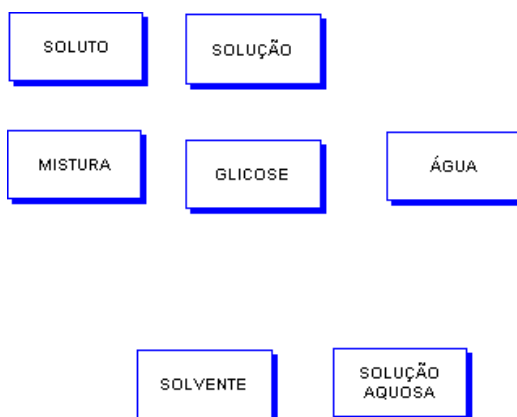 SOLUTO
SOLUÇÃO
MISTURA
GLICOSE
ÁGUA
SOLVENTE
SOLUÇÃO
AQUOSA